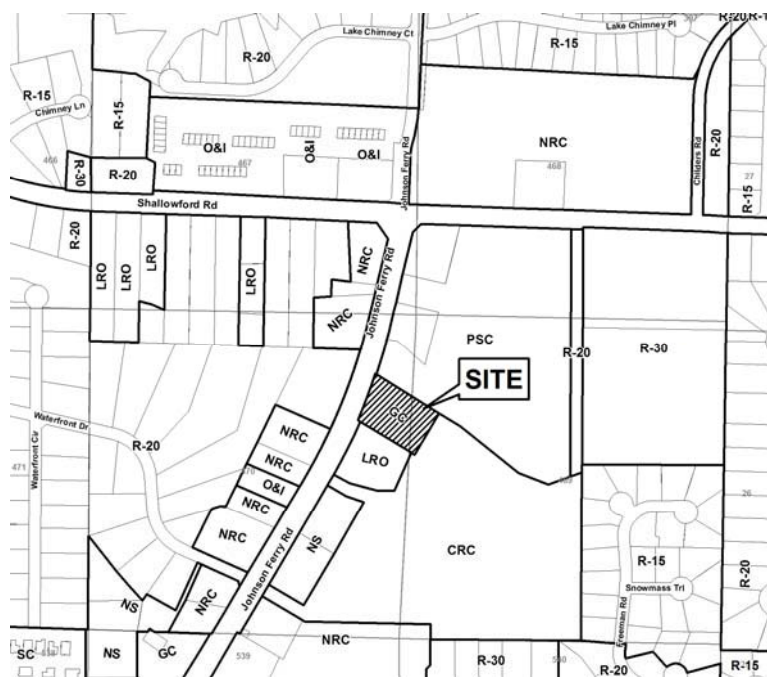 R-20 R-15
Lake Chimney Ct
Lake Chimney Pl
R-20
R-15
R-15
R-15
Chimney Ln
O&I
O&I
O&I
467
Johnson Ferry Rd
NRC
468
Childers Rd
R-20
R-15
37
466
R-30
R-20
Shallowford Rd
R-20
LRO
LRO
LRO
LRO
NRC
NRC
Johnson Ferry Rd
PSC
R-20
R-30
SITE
GC
LRO
Waterfront Dr
Waterfront Cir
R-20
471
NRC
NRC
O&I
NRC
NRC
NS
CRC
26
R-15
R-20
Snowmass Trl
Freeman Rd
Johnson Ferry Rd
NS
NRC
NS
GC
SC
538
539
NRC
R-30
R-20
R-15